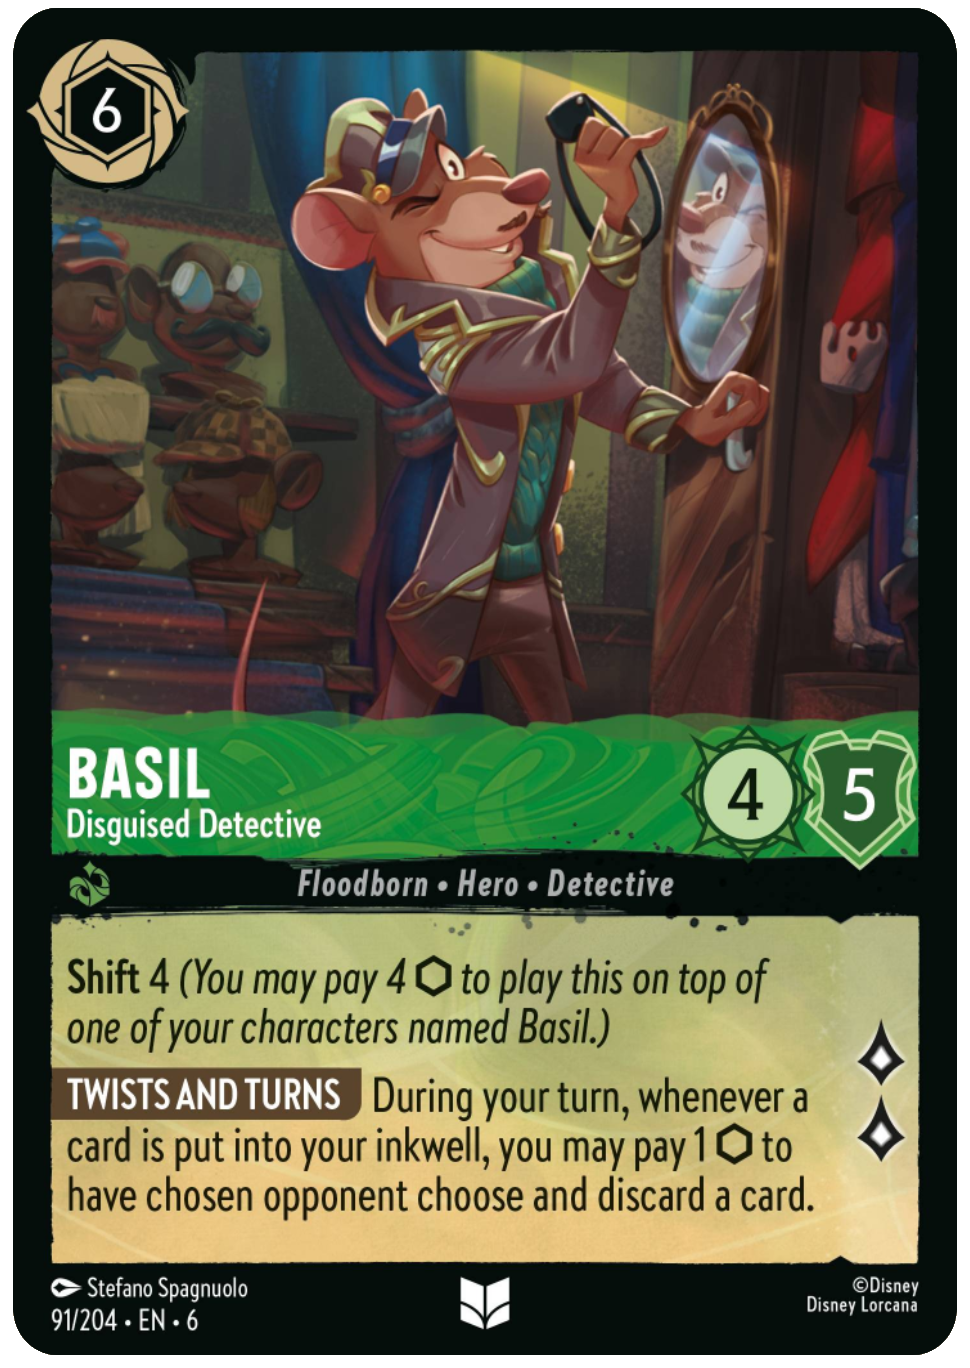 6
BASIL
Disguised Detective
4
5
Floodborn • Hero • Detective
Shift 4 (You may pay 4 ⬡ to play this on top of
one of your characters named Basil.)
TWISTS AND TURNS During your turn, whenever a
card is put into your inkwell, you may pay 1 ⬡ to
have chosen opponent choose and discard a card.
Stefano Spagnuolo
91/204 • EN • 6
©Disney
Disney Lorcana